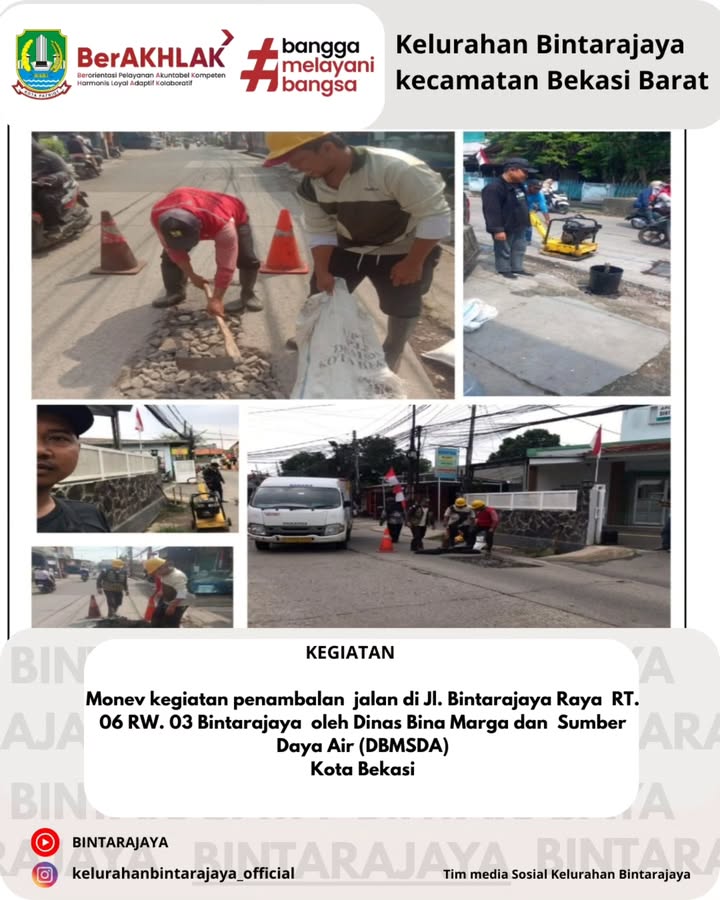 BerAKHLAK
Berorientasi Pelayanan Akuntabel Kompeten
Harmonis Loyal Adaptif Kolaboratif
#bangga
melayani
bangsa
Kelurahan Bintarajaya
kecamatan Bekasi Barat
KEGIATAN
Monev kegiatan penambalan jalan di Jl. Bintarajaya Raya RT.
06 RW. 03 Bintarajaya oleh Dinas Bina Marga dan Sumber
Daya Air (DBMSDA)
Kota Bekasi
BINTARAJAYA
kelurahanbintarajaya_official
Tim media Sosial Kelurahan Bintarajaya
BINTARAJAYA